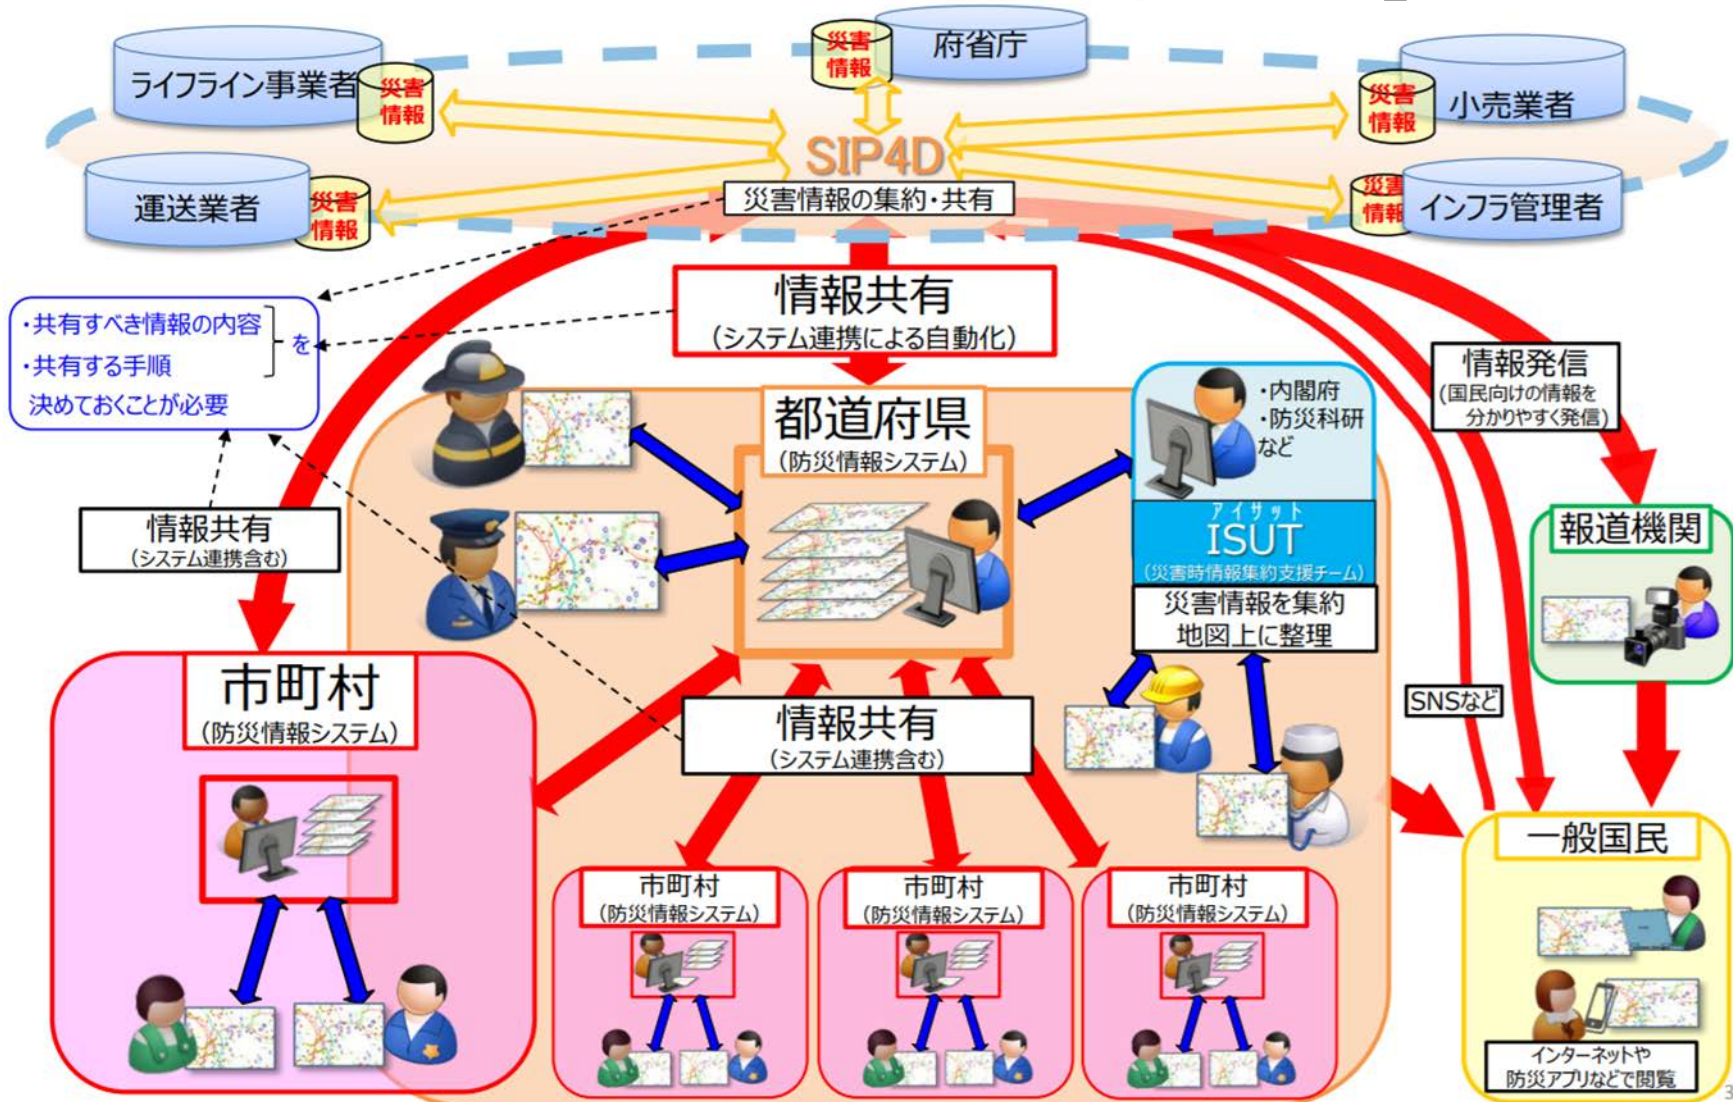 ライフライン事業者
災害
情報
災害
情報
府省庁
災害
情報
小売業者
運送業者
災害
情報
SIP4D
災害情報の集約・共有
災害
情報
インフラ管理者
・共有すべき情報の内容
・共有する手順
を
決めておくことが必要
情報共有
(システム連携による自動化)
情報発信
(国民向けの情報を
分かりやすく発信)
都道府県
(防災情報システム)
・内閣府
・防災科研
など
アイサット
ISUT
(災害時情報集約支援チーム)
災害情報を集約
地図上に整理
情報共有
(システム連携含む)
報道機関
市町村
(防災情報システム)
情報共有
(システム連携含む)
SNSなど
一般国民
市町村
(防災情報システム)
市町村
(防災情報システム)
市町村
(防災情報システム)
インターネットや
防災アプリなどで閲覧
3